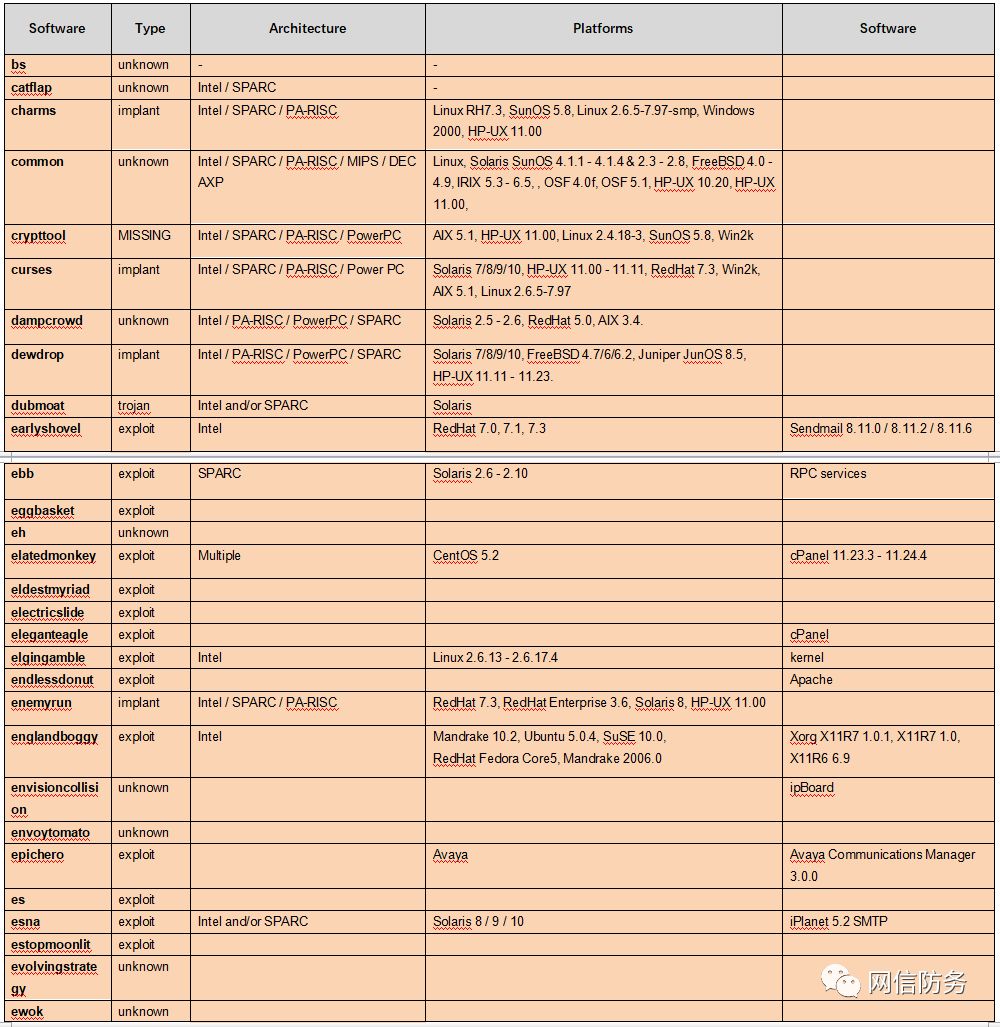 Software Type Architecture Platforms Software
bs unknown - -
catflap unknown Intel / SPARC -
charms implant Intel / SPARC / PA-RISC Linux RH7.3, SunOS 5.8, Linux 2.6.5-7.97-smp, Windows
2000, HP-UX 11.00
common unknown Intel / SPARC / PA-RISC / MIPS / DEC Linux, Solaris SunOS 4.1.1 - 4.1.4 & 2.3 - 2.8, FreeBSD 4.0 -
AXP 4.9, IRIX 5.3 - 6.5, , OSF 4.0f, OSF 5.1, HP-UX 10.20, HP-UX
11.00,
crypttool MISSING Intel / SPARC / PA-RISC / PowerPC AIX 5.1, HP-UX 11.00, Linux 2.4.18-3, SunOS 5.8, Win2k
curses implant Intel / SPARC / PA-RISC / Power PC Solaris 7/8/9/10, HP-UX 11.00 - 11.11, RedHat 7.3, Win2k,
AIX 5.1, Linux 2.6.5-7.97
dampcrowd unknown Intel / PA-RISC / PowerPC / SPARC Solaris 2.5 - 2.6, RedHat 5.0, AIX 3.4.
dewdrop implant Intel / PA-RISC / PowerPC / SPARC Solaris 7/8/9/10, FreeBSD 4.7/6/6.2, Juniper JunOS 8.5,
HP-UX 11.11 - 11.23.
dubmoat trojan Intel and/or SPARC Solaris
earlyshovel exploit Intel RedHat 7.0, 7.1, 7.3 Sendmail 8.11.0 / 8.11.2 / 8.11.6
ebb exploit SPARC Solaris 2.6 - 2.10 RPC services
eggbasket exploit
eh unknown
elatedmonkey exploit Multiple CentOS 5.2 cPanel 11.23.3 - 11.24.4
eldestmyriad exploit
electricslide exploit
eleganteagle exploit cPanel
elgingamble exploit Intel Linux 2.6.13 - 2.6.17.4 kernel
endlessdonut exploit Apache
enemyrun implant Intel / SPARC / PA-RISC RedHat 7.3, RedHat Enterprise 3.6, Solaris 8, HP-UX 11.00
englandboggy exploit Intel Mandrake 10.2, Ubuntu 5.0.4, SuSE 10.0, Xorg X11R7 1.0.1, X11R7 1.0,
RedHat Fedora Core5, Mandrake 2006.0 X11R6 6.9
envisioncollisi unknown ipBoard
on
envoytomato unknown
epichero exploit Avaya Avaya Communications Manager
3.0.0
es exploit
esna exploit Intel and/or SPARC Solaris 8 / 9 / 10 iPlanet 5.2 SMTP
estopmoonlit exploit
evolvingstrate unknown
gy
ewok unknown
网信防务